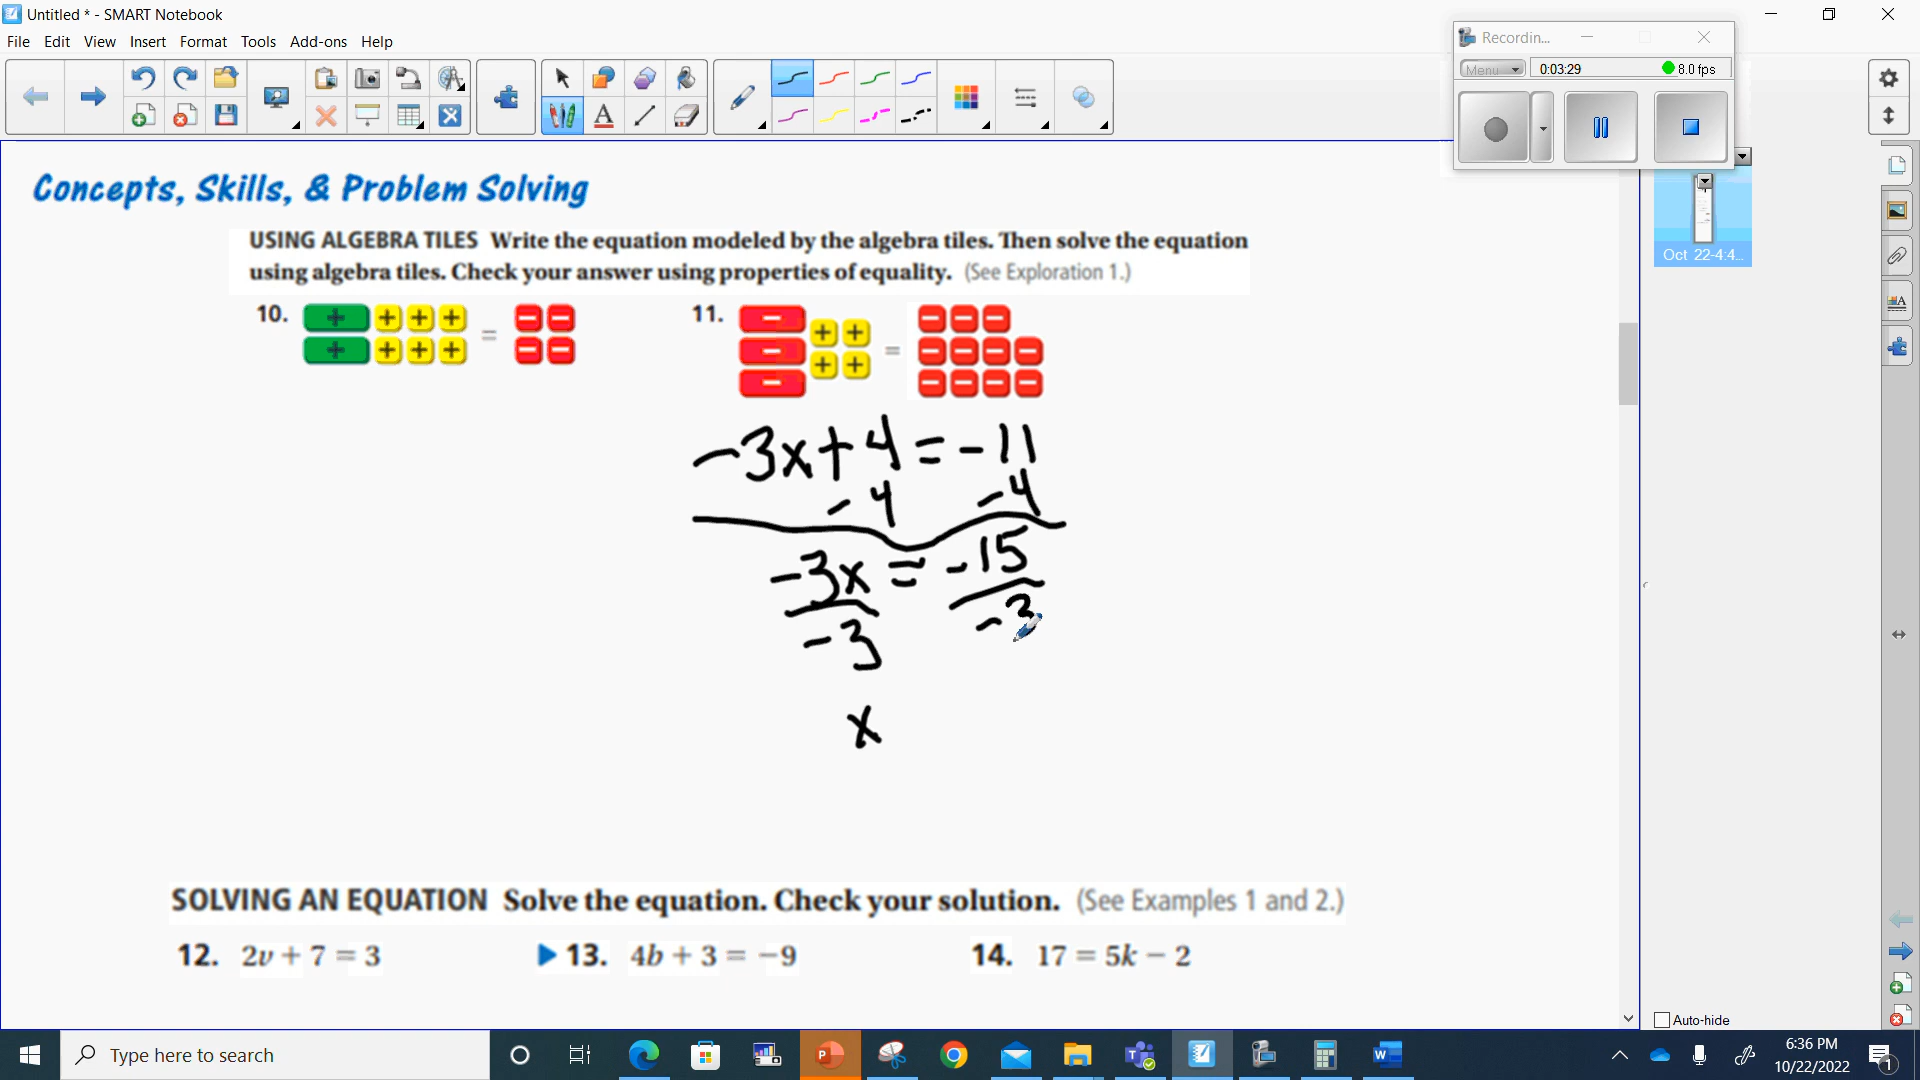 Untitled * - SMART Notebook
File Edit View Insert Format Tools Add-ons Help
Recordin...
Menu 0:03:29 8.0 fps
Concepts, Skills, & Problem Solving
USING ALGEBRA TILES Write the equation modeled by the algebra tiles. Then solve the equation
using algebra tiles. Check your answer using properties of equality. (See Exploration 1.)
10. + + + + = − −
+ + + + − −
11. − + + = − − −
− + + − − − −
− − − − −
−3x+4=−11
−4 −4
−3x = −15
−3 −3
x
SOLVING AN EQUATION Solve the equation. Check your solution. (See Examples 1 and 2.)
12. 2v + 7 = 3
13. 4b + 3 = −9
14. 17 = 5k − 2
Oct 22-4:4...
Auto-hide
Type here to search
6:36 PM
10/22/2022
1